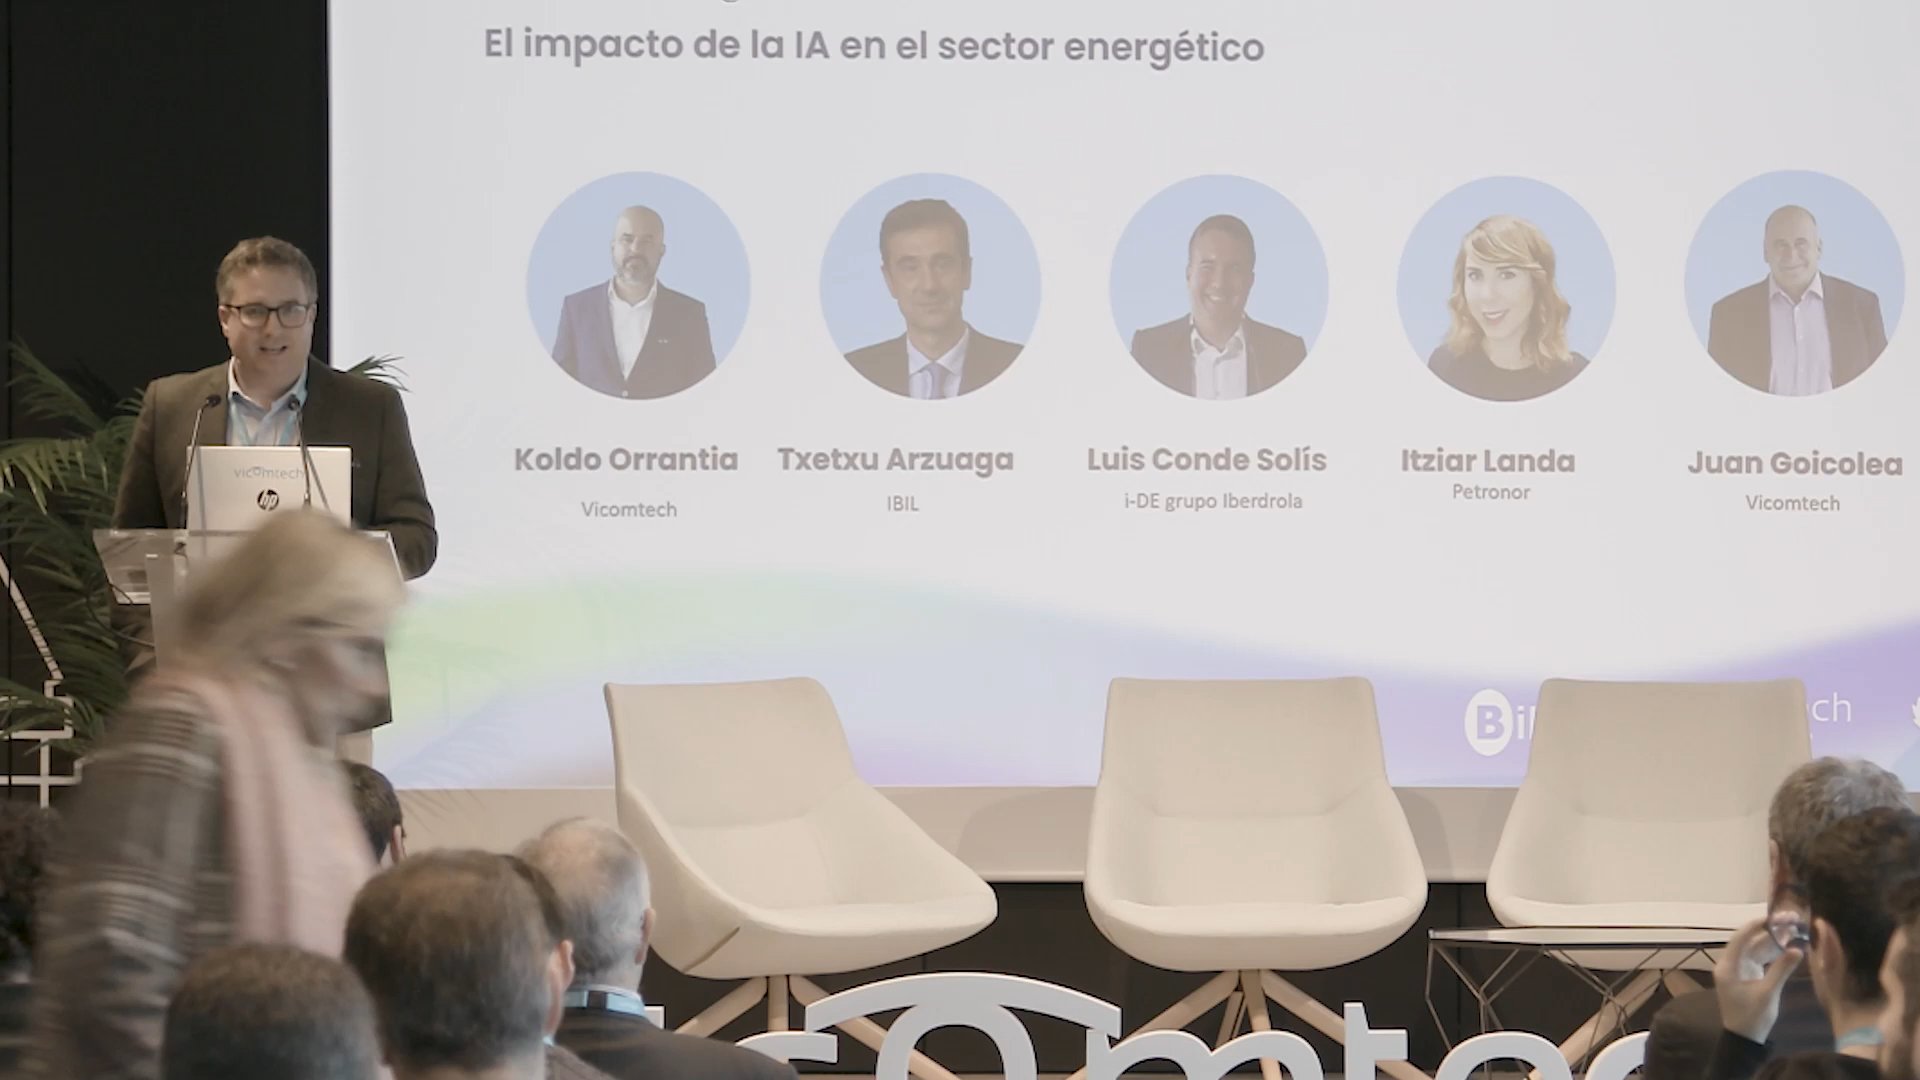 El impacto de la IA en el sector energético
Koldo Orrantia
Vicomtech
Txetxu Arzuaga
IBIL
Luis Conde Solís
i-DE grupo Iberdrola
Itziar Landa
Petronor
Juan Goicolea
Vicomtech
vicomtech
hp